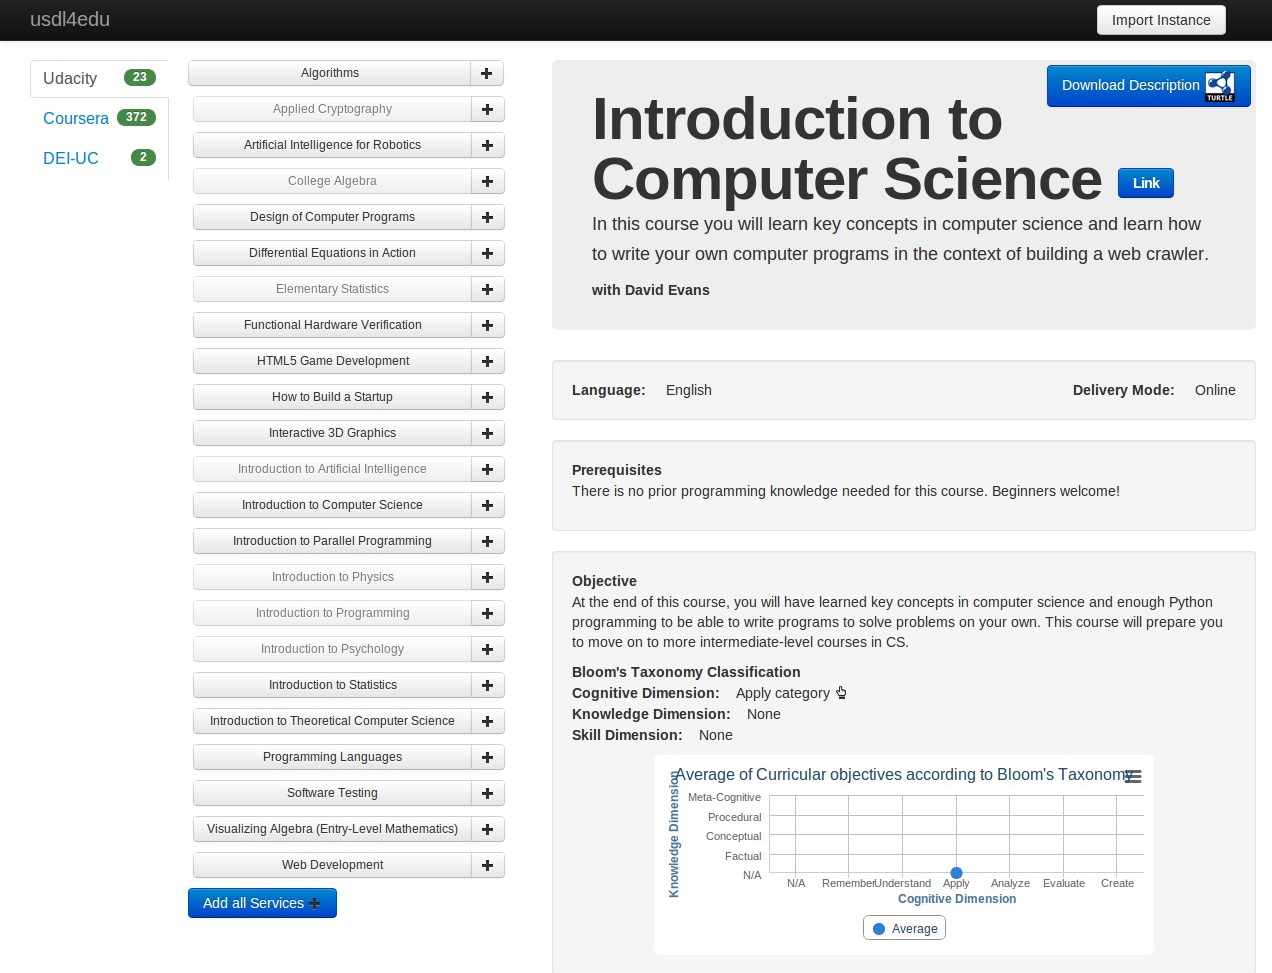 usdl4edu
Import Instance
Udacity 23
Coursera 372
DEI-UC 2
Algorithms
Applied Cryptography
Artificial Intelligence for Robotics
College Algebra
Design of Computer Programs
Differential Equations in Action
Elementary Statistics
Functional Hardware Verification
HTML5 Game Development
How to Build a Startup
Interactive 3D Graphics
Introduction to Artificial Intelligence
Introduction to Computer Science
Introduction to Parallel Programming
Introduction to Physics
Introduction to Programming
Introduction to Psychology
Introduction to Statistics
Introduction to Theoretical Computer Science
Programming Languages
Software Testing
Visualizing Algebra (Entry-Level Mathematics)
Web Development
Add all Services
Download Description
TURTLE
Introduction to
Computer Science
Link
In this course you will learn key concepts in computer science and learn how
to write your own computer programs in the context of building a web crawler.
with David Evans
Language: English
Delivery Mode: Online
Prerequisites
There is no prior programming knowledge needed for this course. Beginners welcome!
Objective
At the end of this course, you will have learned key concepts in computer science and enough Python
programming to be able to write programs to solve problems on your own. This course will prepare you
to move on to more intermediate-level courses in CS.
Bloom's Taxonomy Classification
Cognitive Dimension: Apply category
Knowledge Dimension: None
Skill Dimension: None
Average of Curricular objectives according to Bloom's Taxonomy
Knowledge Dimension
Meta-Cognitive
Procedural
Conceptual
Factual
N/A
N/A Remember Understand Apply Analyze Evaluate Create
Cognitive Dimension
Average